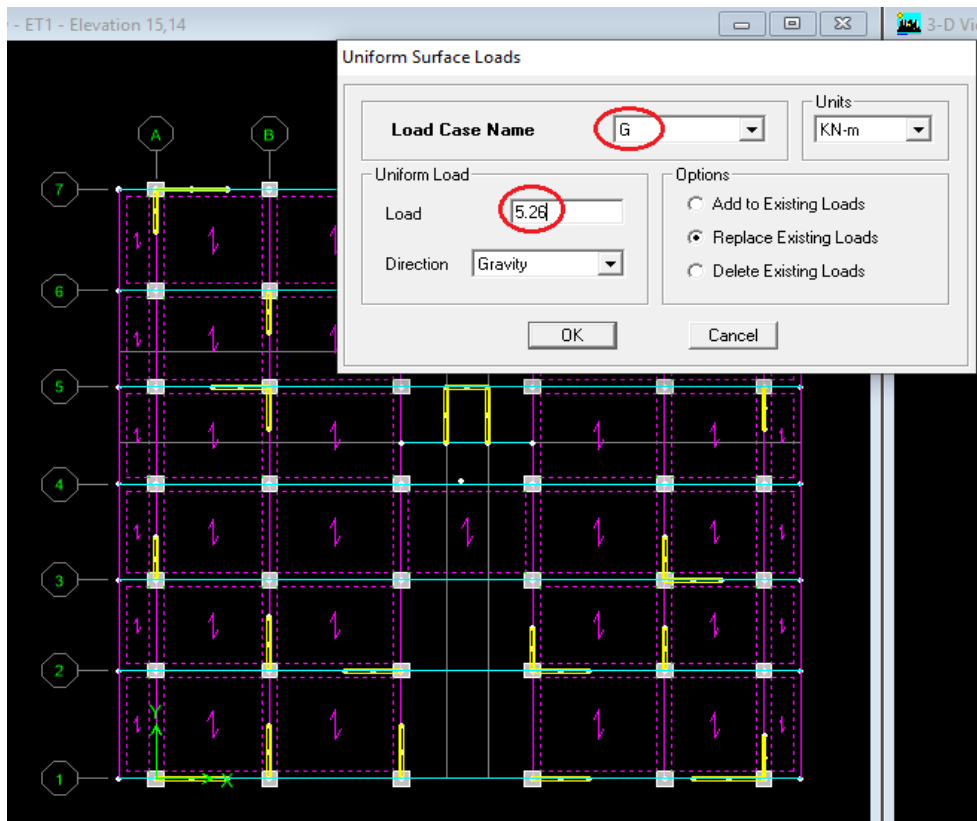 - ET1 - Elevation 15,14
3-D Vi
Uniform Surface Loads
Load Case Name
G
Units
KN-m
Uniform Load
Load
5.26
Direction
Gravity
Options
Add to Existing Loads
Replace Existing Loads
Delete Existing Loads
OK
Cancel
A
B
7
6
5
4
3
2
1
Y
X